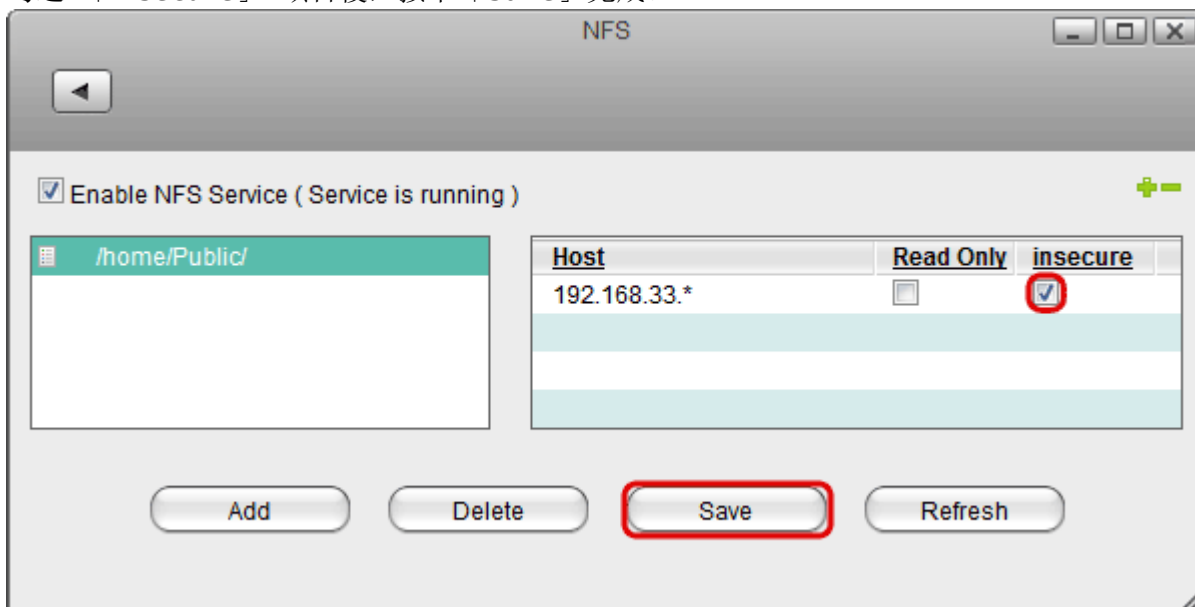 NFS
Enable NFS Service ( Service is running )
/home/Public/
Host Read Only insecure
192.168.33.*
Add Delete Save Refresh